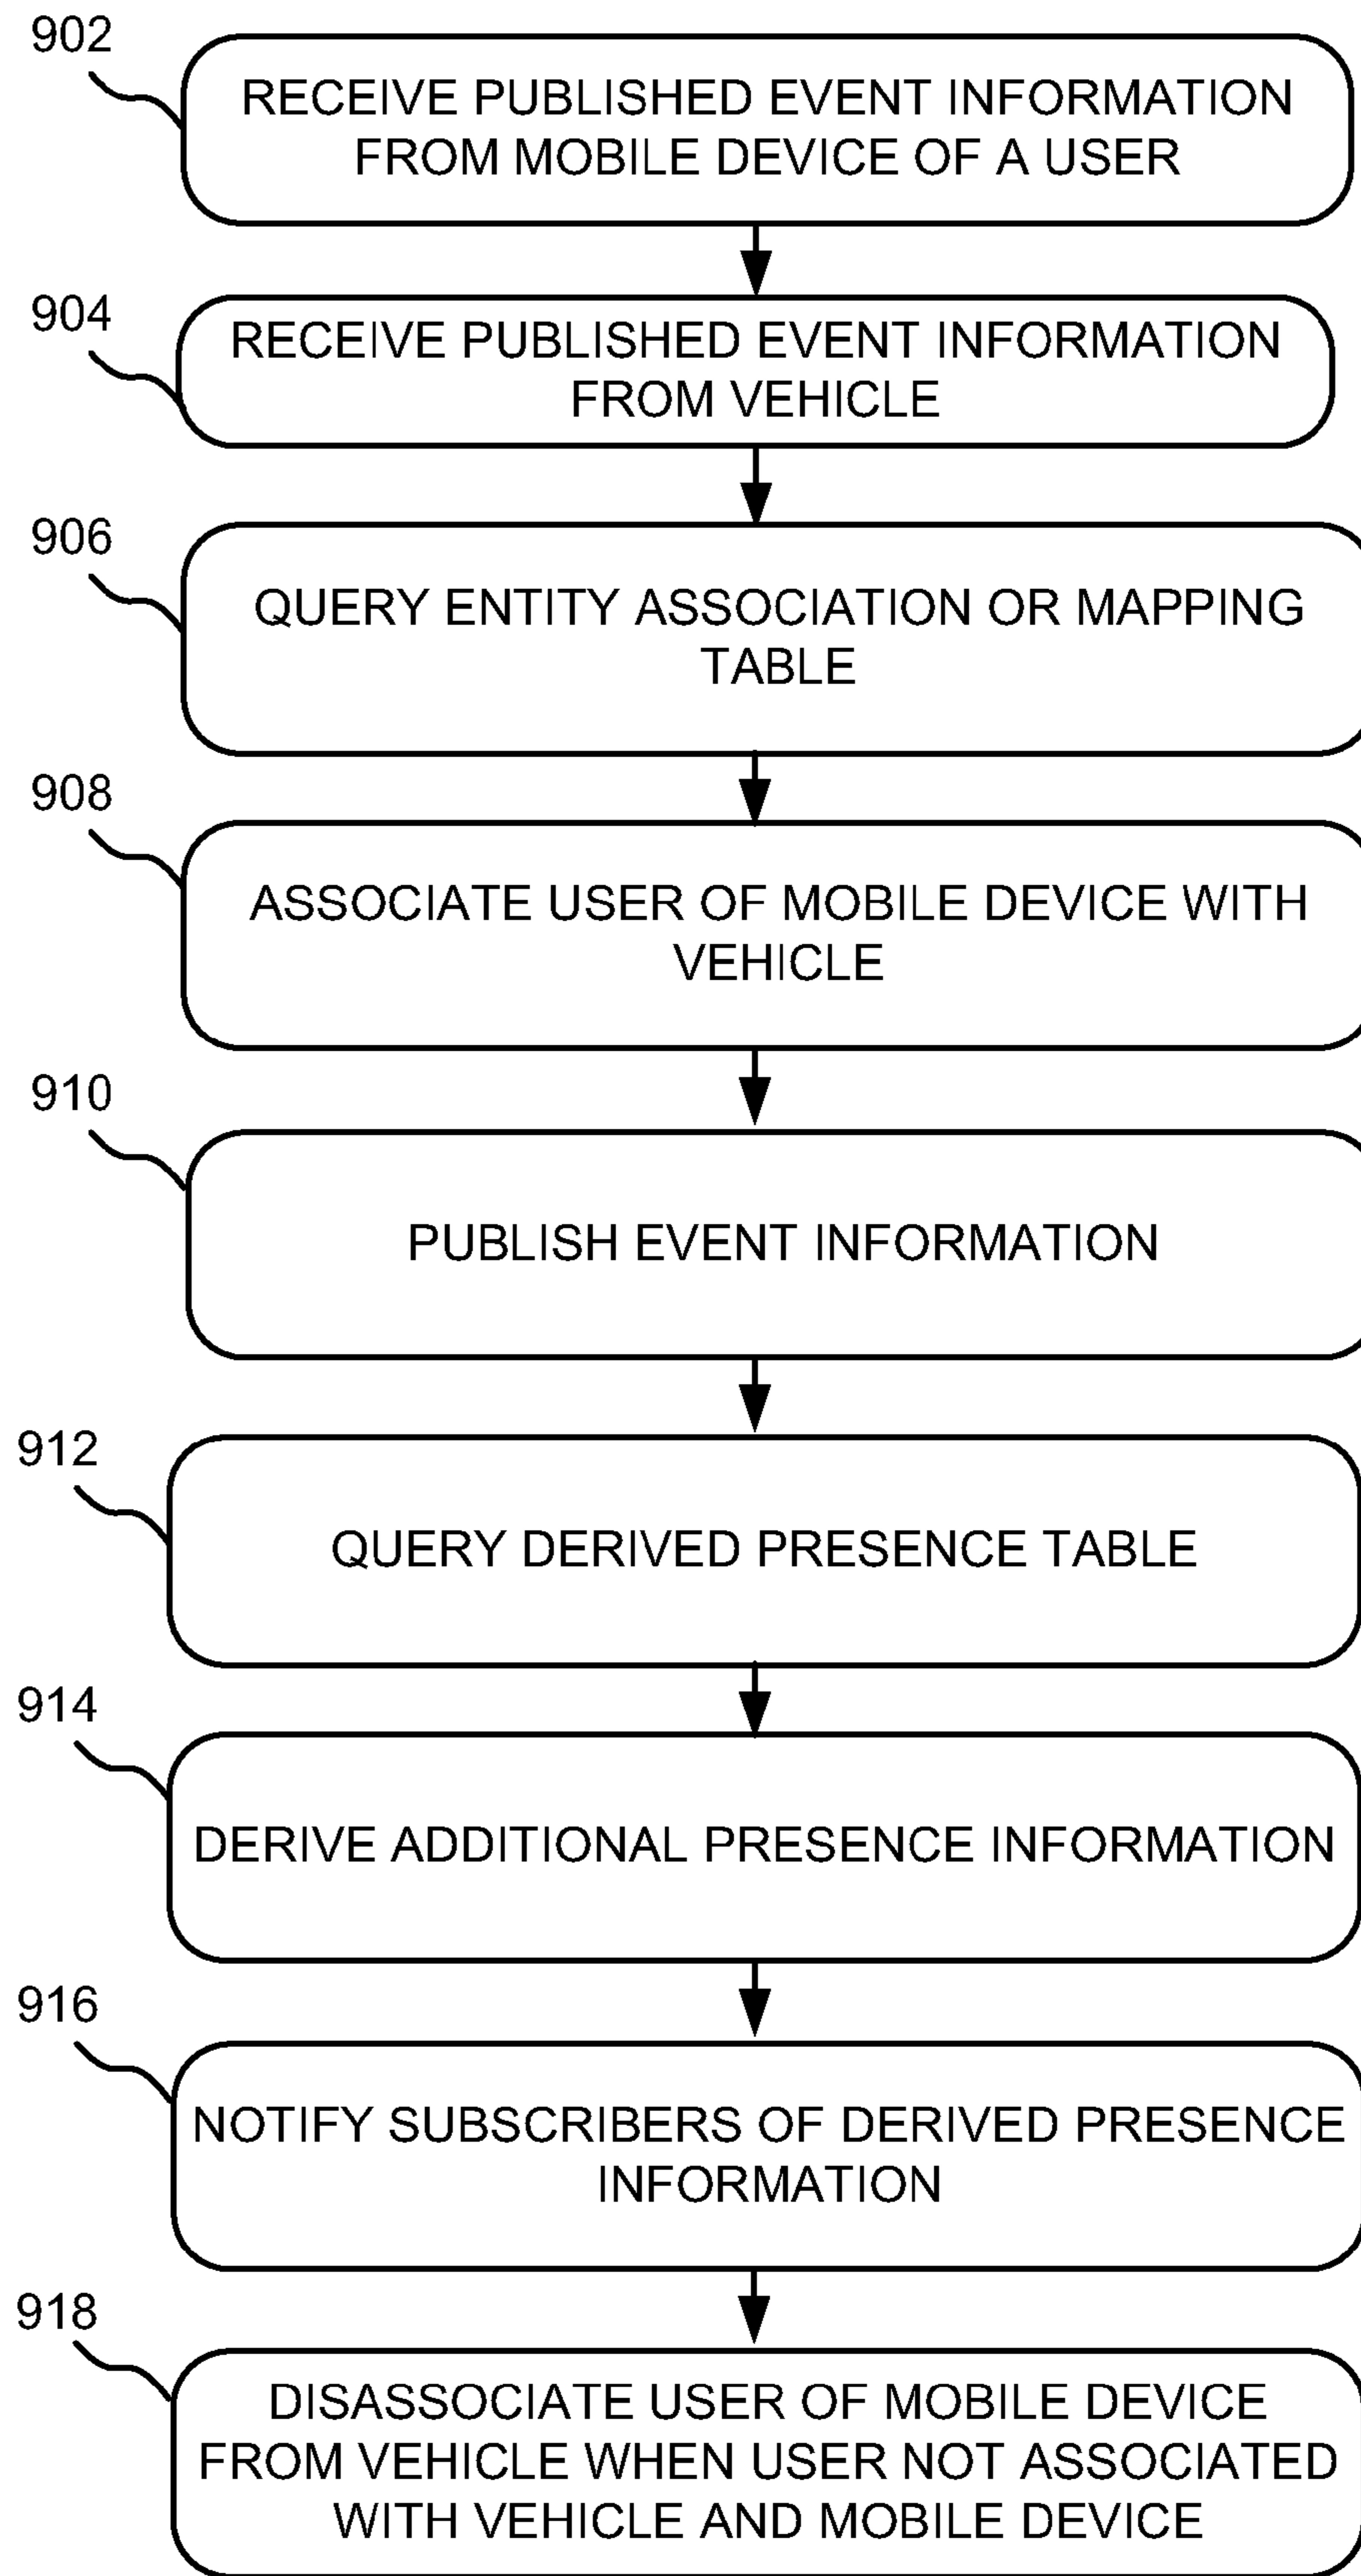 902
RECEIVE PUBLISHED EVENT INFORMATION
FROM MOBILE DEVICE OF A USER
904
RECEIVE PUBLISHED EVENT INFORMATION
FROM VEHICLE
906
QUERY ENTITY ASSOCIATION OR MAPPING
TABLE
908
ASSOCIATE USER OF MOBILE DEVICE WITH
VEHICLE
910
PUBLISH EVENT INFORMATION
912
QUERY DERIVED PRESENCE TABLE
914
DERIVE ADDITIONAL PRESENCE INFORMATION
916
NOTIFY SUBSCRIBERS OF DERIVED PRESENCE
INFORMATION
918
DISASSOCIATE USER OF MOBILE DEVICE
FROM VEHICLE WHEN USER NOT ASSOCIATED
WITH VEHICLE AND MOBILE DEVICE